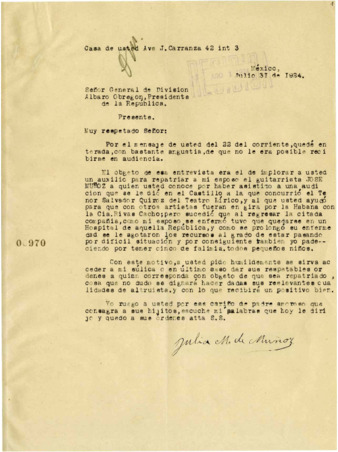 Casa de usted Ave J. Carranza 42 int 3
México,
Julio 31 de 1924.
Señor General de Division
Albaro Obregon, Presidente
de la República.
Presente.
Muy respetado Señor:
Por el mensage de usted del 22 del corriente, quedé en
terada, con bastante angustia, de que no le era posible reci
birme en audiencia.
El objeto de esa entrevista era el de implorar a usted
un auxilio para repatriar a mi esposo el guitarrista JOSE
MUÑOZ a quien usted conoce por haber asistido a una audi
cion que se le dió en el Castillo a la que concurrió el Te
nor Salvador Quiroz del Teatro Lírico, y al que usted ayudó
para que con otros artistas fueran en gira por la Habana con
la Cia, Rivas Cacho; pero sucedió que al regresar la citada
compañia, como mi esposo, se enfermó tuvo que quedarse en un
Hospital de aquella República, y como se prolongó su enferme
dad se le agotaron los recursos al grado de estar pasando
por dificil situación y por consiguiente tambien yo pade-
ciendo por tener cinco de falmia, todos pequeños niños.
0.970
Con este motivo, a usted pido humildemente se sirva ac
ceder a mi súlica o en último caso dar sus respetables or
denes a quien corresponda con objeto de que sea repatriado,
cosa que no dudo se dignará hacer dadas sus reelevantes cua
lidades de altruista, y con lo que recibiré un positivo bien.
Yo ruego a usted por ese cariño de padre amoroso que
consagra a sus hijitos, escuche mi palabras que hoy le diri
jo y quedo a sus órdenes atta S.S.
Julia M. de Muñoz